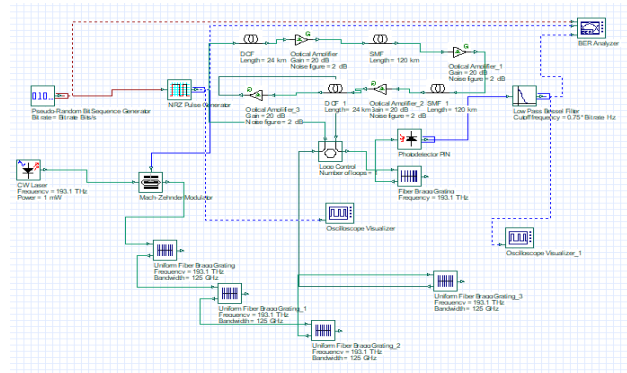 DCF
Length = 24 km
Optical Amplifier
Gain = 20 dB
Noise figure = 2 dB
SMF
Length = 120 km
Optical Amplifier_1
Gain = 20 dB
Noise figure = 2 dB
BER Analyzer
Pseudo-Random Bit Sequence Generator
Bit rate = Bit rate Bits/s
NRZ Pulse Generator
Optical Amplifier_3
Gain = 20 dB
Noise figure = 2 dB
DCF 1
Length = 24 km
Optical Amplifier_2
Gain = 20 dB
Noise figure = 2 dB
SMF 1
Length = 120 km
Low Pass Bessel Filter
Cutoff frequency = 0.75 * Bit rate Hz
CW Laser
Frequency = 193.1 THz
Power = 1 mW
Mach-Zehnder Modulator
Loop Control
Number of loops =
Photodetector PIN
Fiber Bragg Grating
Frequency = 193.1 THz
Oscilloscope Visualizer
Oscilloscope Visualizer_1
Uniform Fiber Bragg Grating
Frequency = 193.1 THz
Bandwidth = 125 GHz
Uniform Fiber Bragg Grating_1
Frequency = 193.1 THz
Bandwidth = 125 GHz
Uniform Fiber Bragg Grating_3
Frequency = 193.1 THz
Bandwidth = 125 GHz
Uniform Fiber Bragg Grating_2
Frequency = 193.1 THz
Bandwidth = 125 GHz